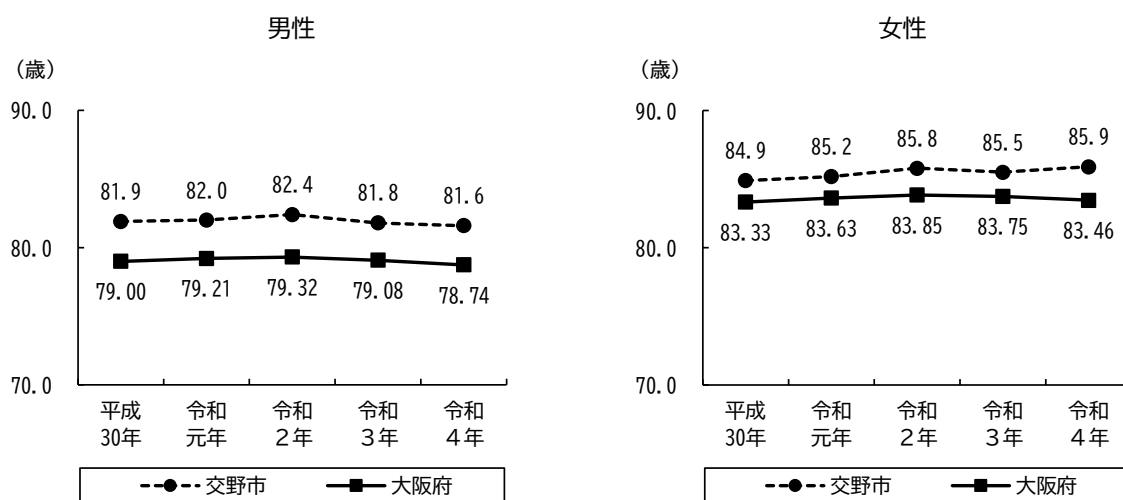 男性
（歳）
90.0
80.0
70.0
81.9 82.0 82.4 81.8 81.6
79.00 79.21 79.32 79.08 78.74
平成 令和 令和 令和 令和
30年 元年 ２年 ３年 ４年
交野市 大阪府
女性
（歳）
90.0
80.0
70.0
84.9 85.2 85.8 85.5 85.9
83.33 83.63 83.85 83.75 83.46
平成 令和 令和 令和 令和
30年 元年 ２年 ３年 ４年
交野市 大阪府